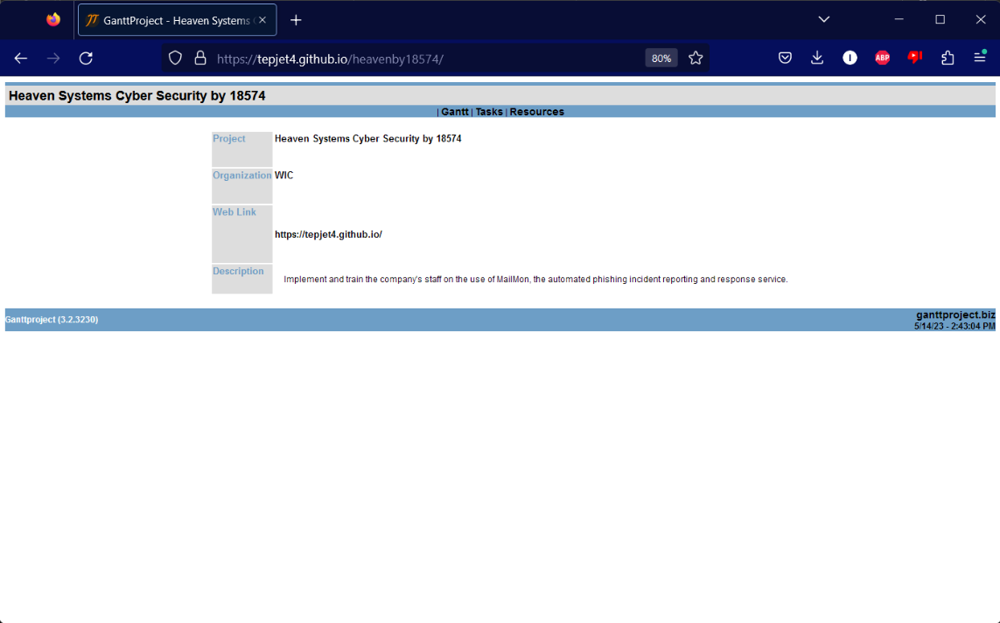 GanttProject - Heaven Systems
https://tepjet4.github.io/heavenby18574/
80%
ABP
Heaven Systems Cyber Security by 18574
| Gantt | Tasks | Resources
Project Heaven Systems Cyber Security by 18574
Organization WIC
Web Link
https://tepjet4.github.io/
Description
Implement and train the company's staff on the use of MailMon, the automated phishing incident reporting and response service.
ganttproject.biz
Ganttproject (3.2.3230)
5/14/23 - 2:43:04 PM